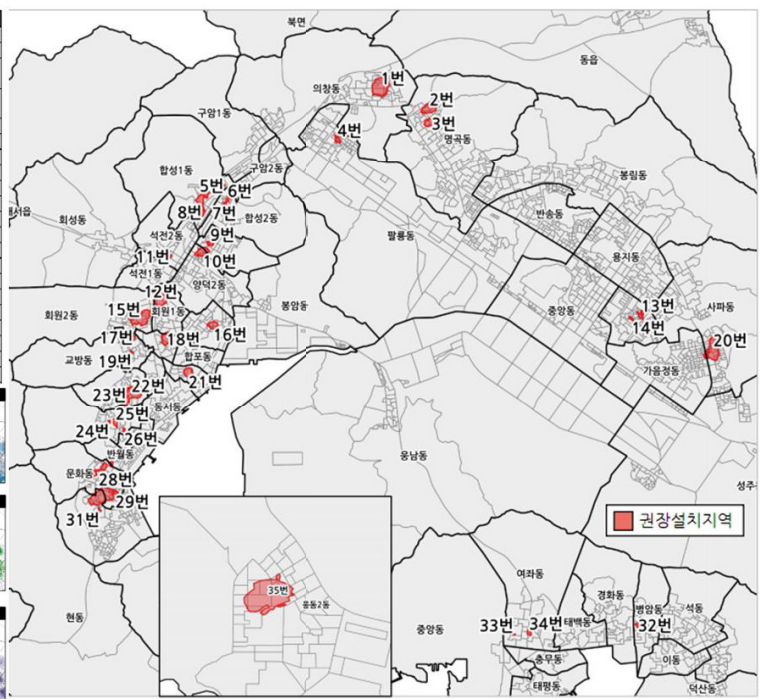 북면
동읍
의창동
1번
구암1동
2번
3번
명곡동
4번
합성1동
구암2동
봉림동
5번
6번
회성동
8번
7번
합성2동
반송동
석전2동
9번
팔룡동
11번
10번
석전1동
용지동
양덕2동
12번
15번
회원1동
봉암동
중앙동
13번
사파동
회원2동
14번
17번
18번
16번
20번
교방동
19번
합포동
가음정동
21번
23번
22번
25번
동서동
24번
26번
반월동
웅남동
문화동
28번
29번
31번
성주
권장설치지역
여좌동
35번
풍동2동
경화동
병암동
석동
현동
중앙동
33번
34번
태백동
32번
충무동
이동
태평동
덕산동